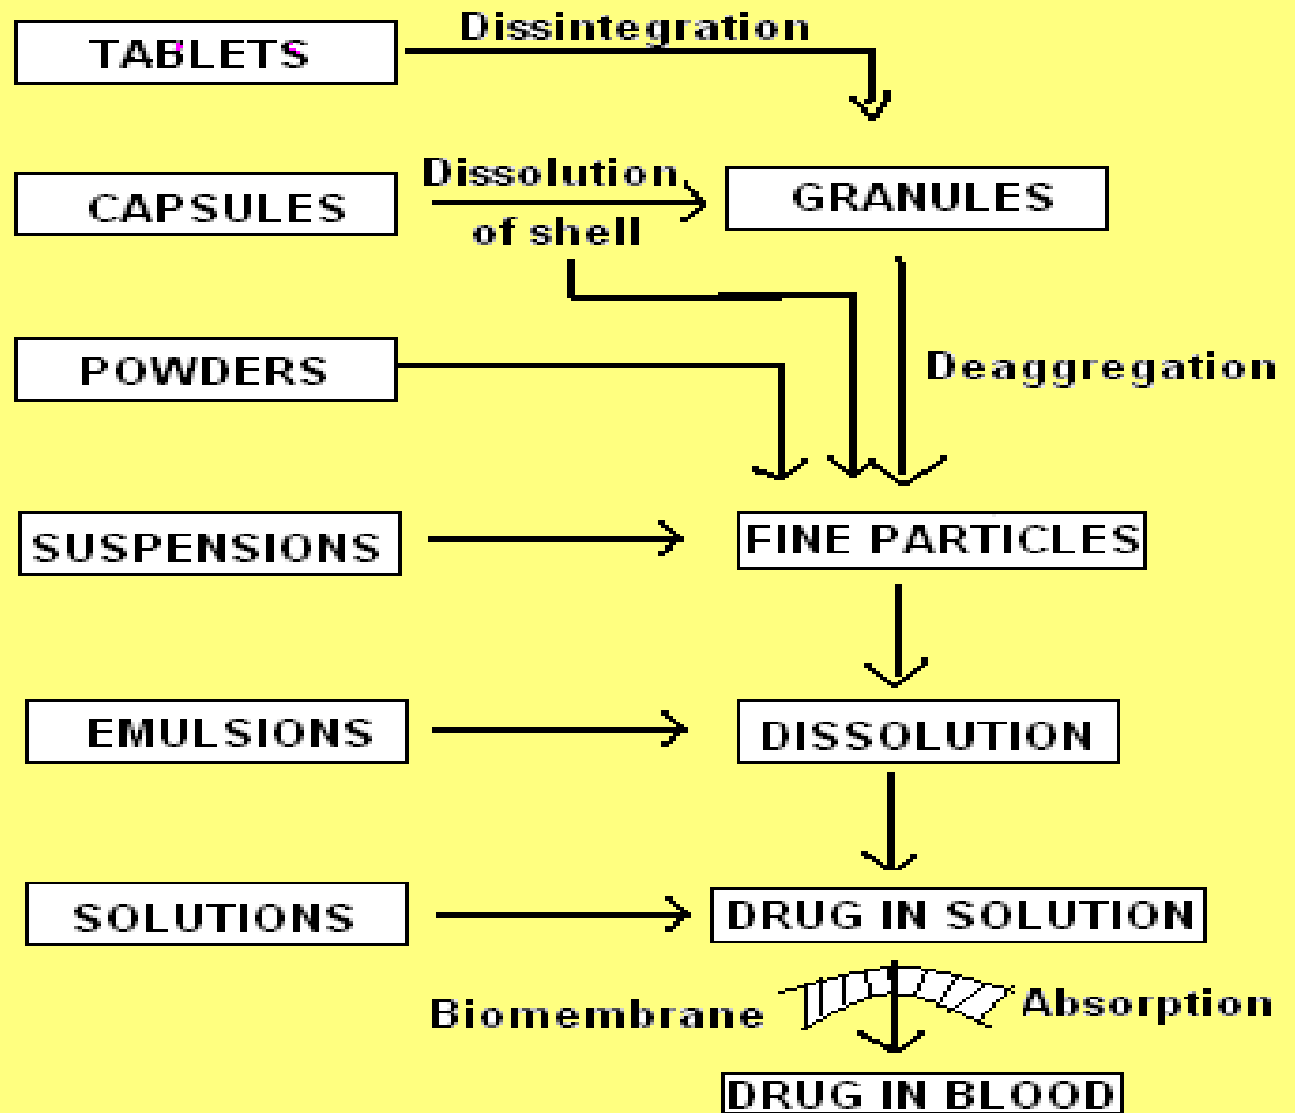 Dissintegration
TABLETS
Dissolution
of shell
CAPSULES
GRANULES
POWDERS
Deaggregation
SUSPENSIONS
FINE PARTICLES
EMULSIONS
DISSOLUTION
SOLUTIONS
DRUG IN SOLUTION
Biomembrane
Absorption
DRUG IN BLOOD